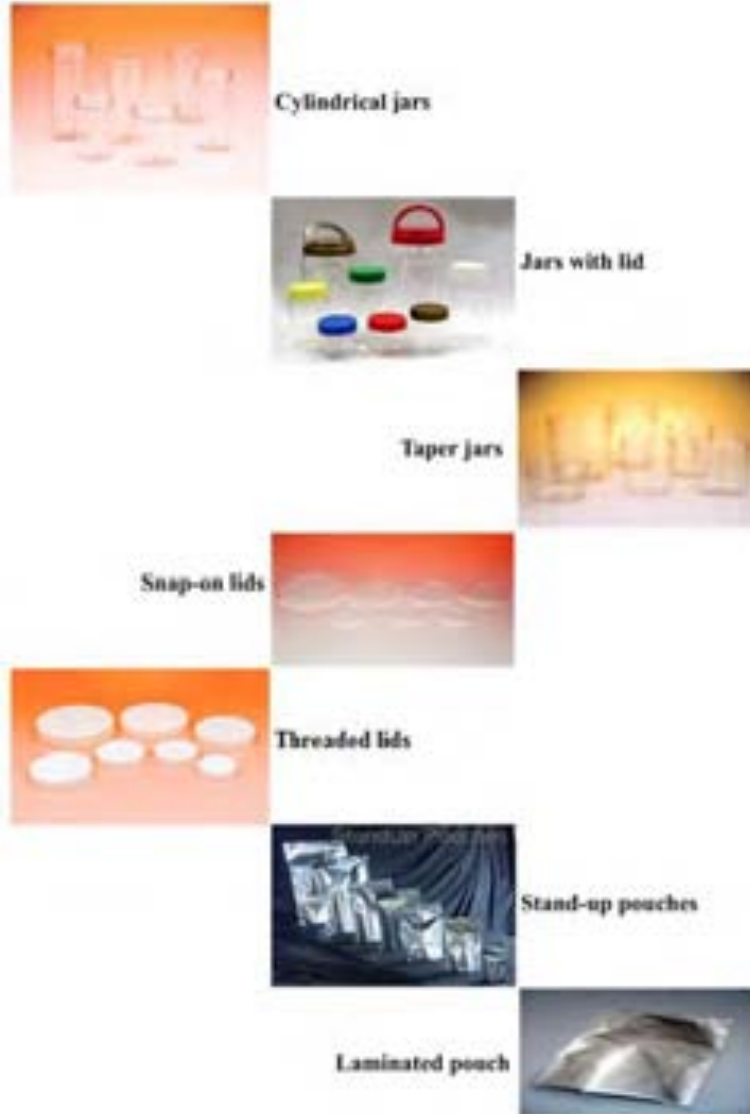 Cylindrical jars
Jars with lid
Taper jars
Snap-on lids
Threaded lids
Stand-up pouches
Laminated pouch